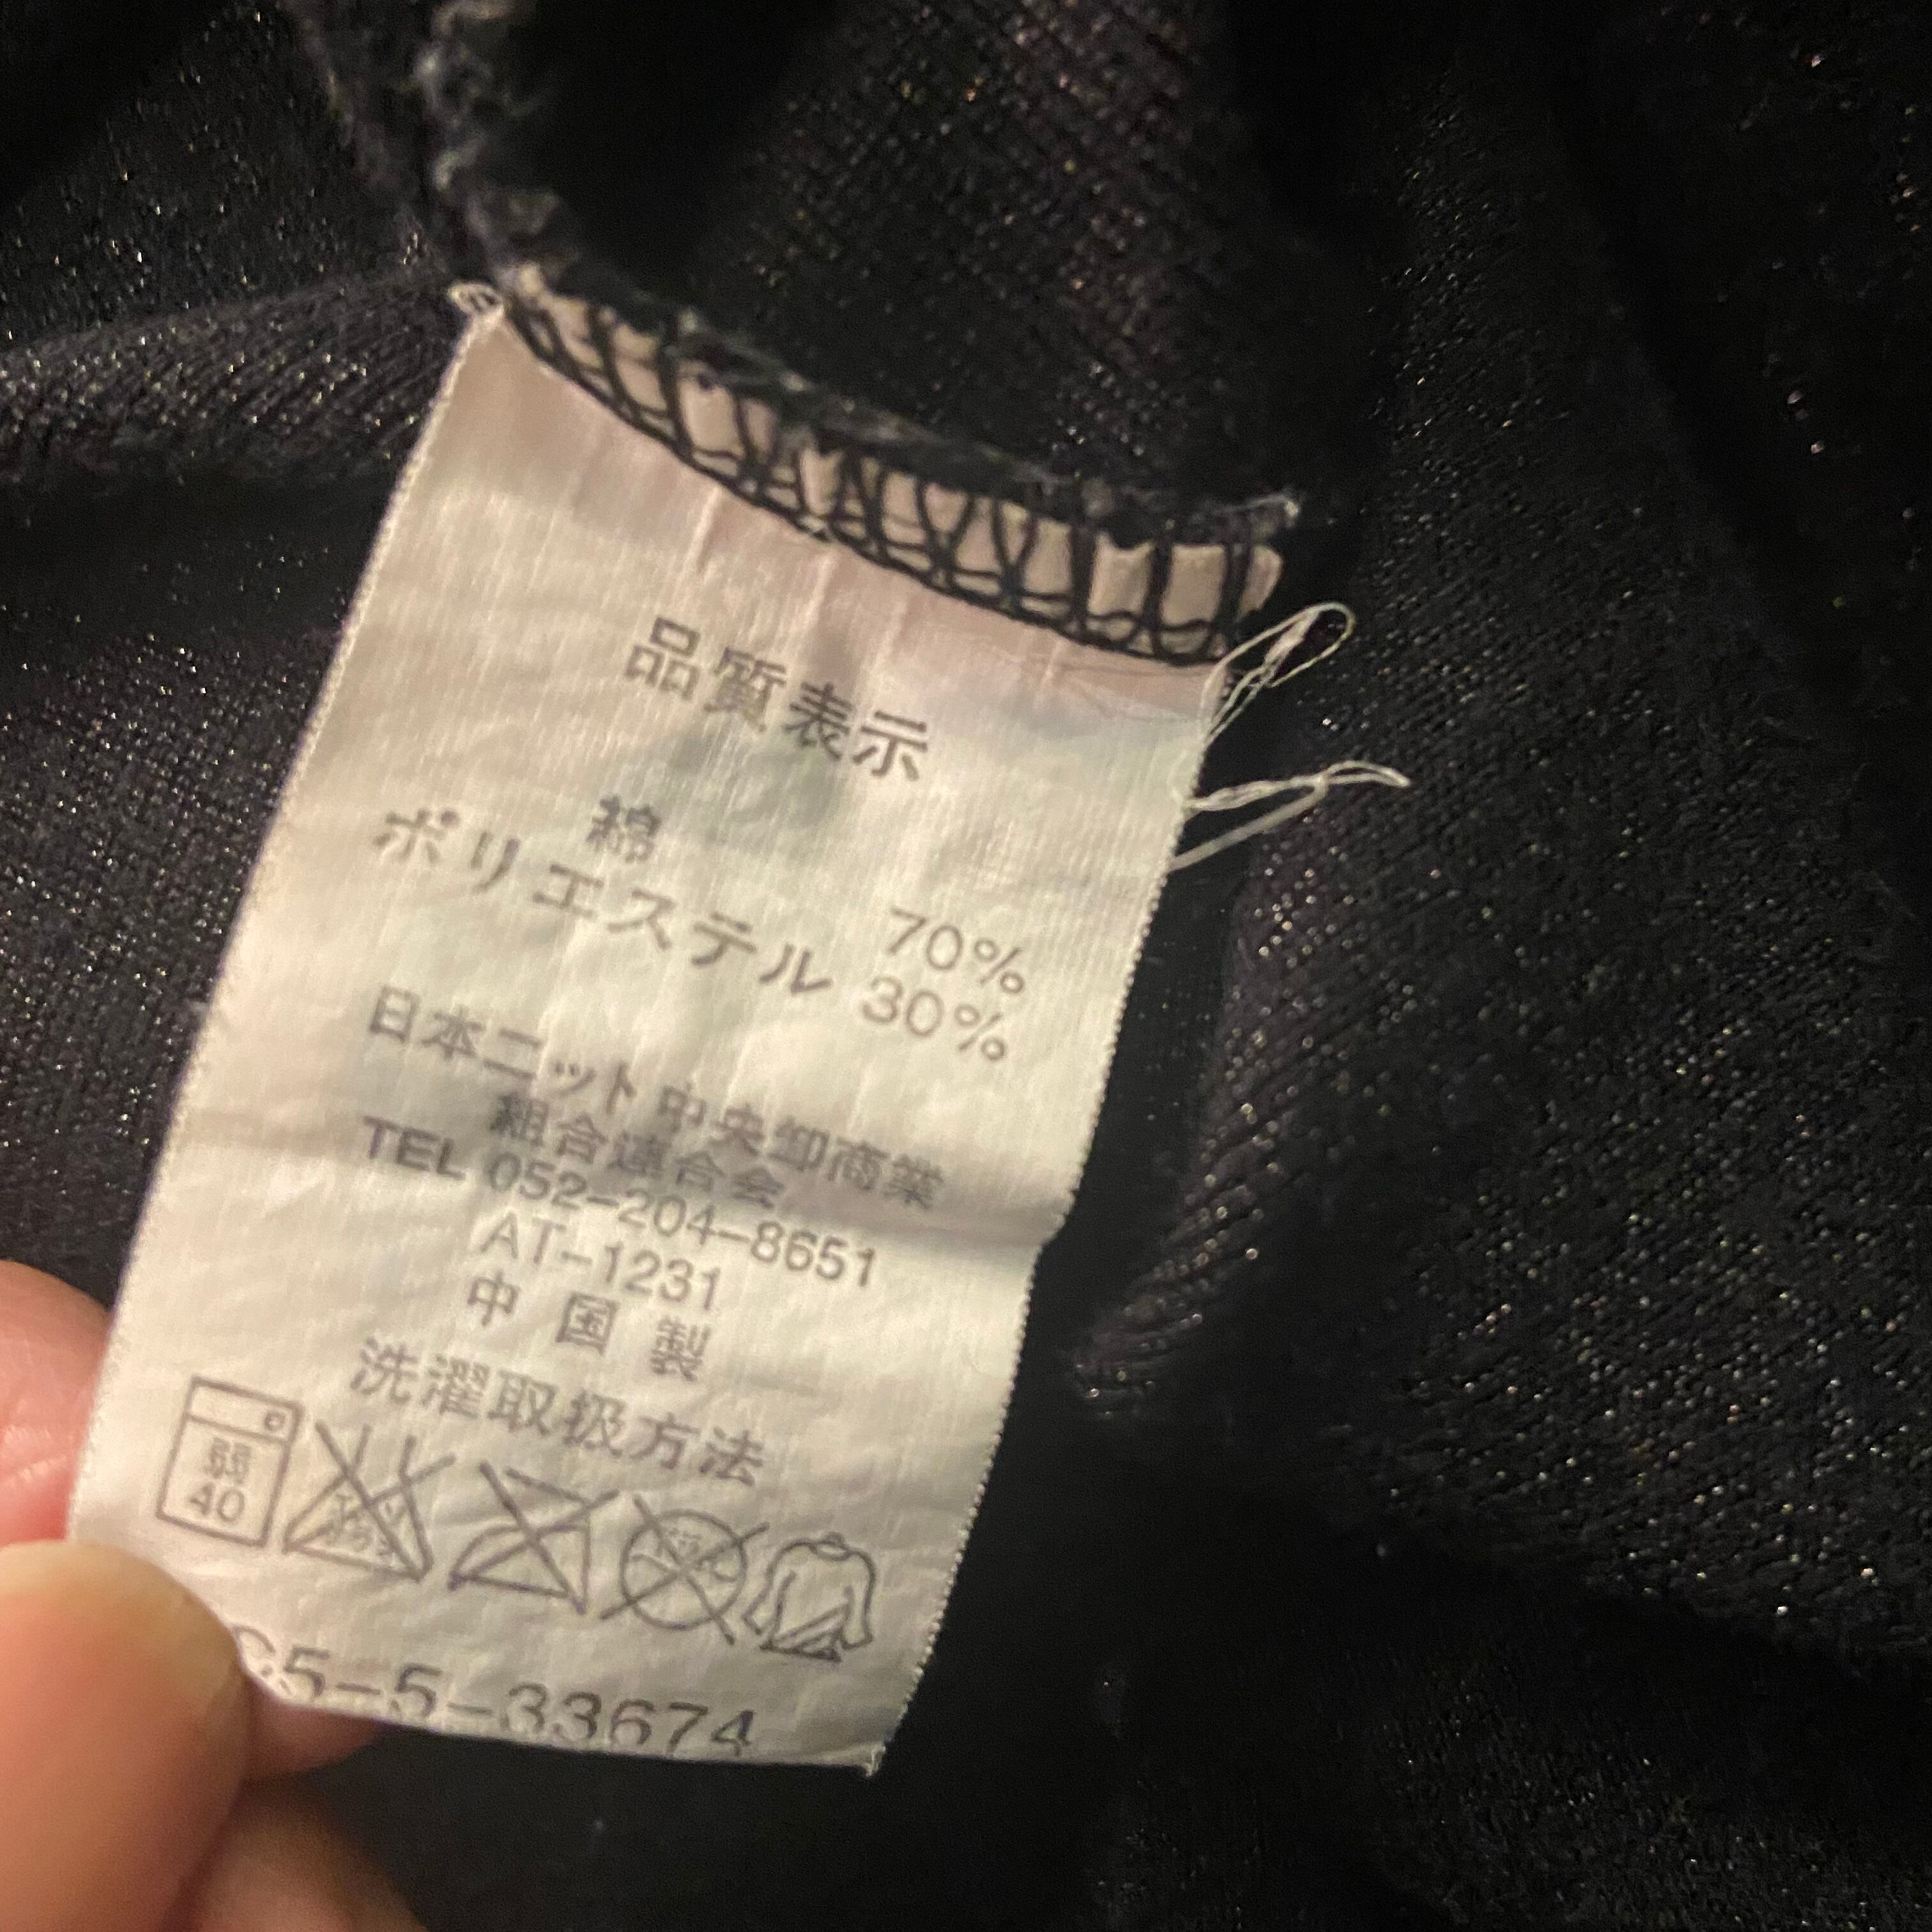 品質表示
綿 70%
ポリエステル 30%
日本ニット中央卸商業
組合連合会
TEL 052-204-8651
AT-1231
中国製
洗濯取扱方法
弱
40
5-5-33674